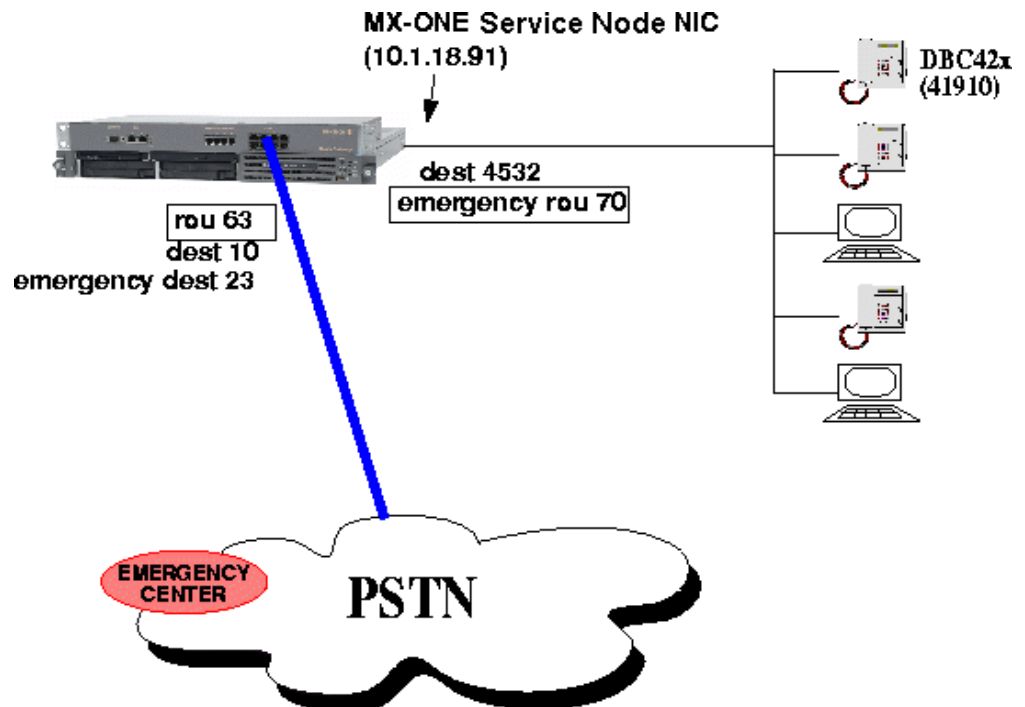 MX-ONE Service Node NIC
(10.1.18.91)
DBC42x
(41910)
dest 4532
emergency rou 70
rou 63
dest 10
emergency dest 23
EMERGENCY
CENTER
PSTN